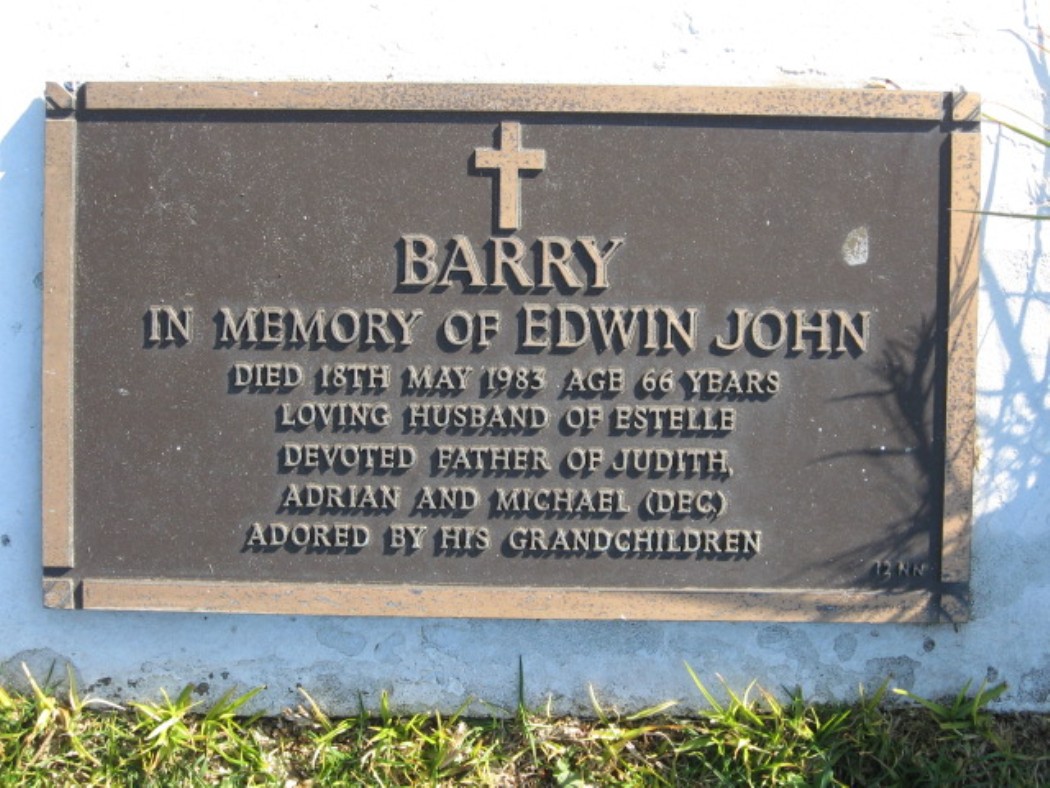 BARRY
IN MEMORY OF EDWIN JOHN
DIED 18TH MAY 1983 AGE 66 YEARS
LOVING HUSBAND OF ESTELLE
DEVOTED FATHER OF JUDITH,
ADRIAN AND MICHAEL (DEC.)
ADORED BY HIS GRANDCHILDREN
12 NN